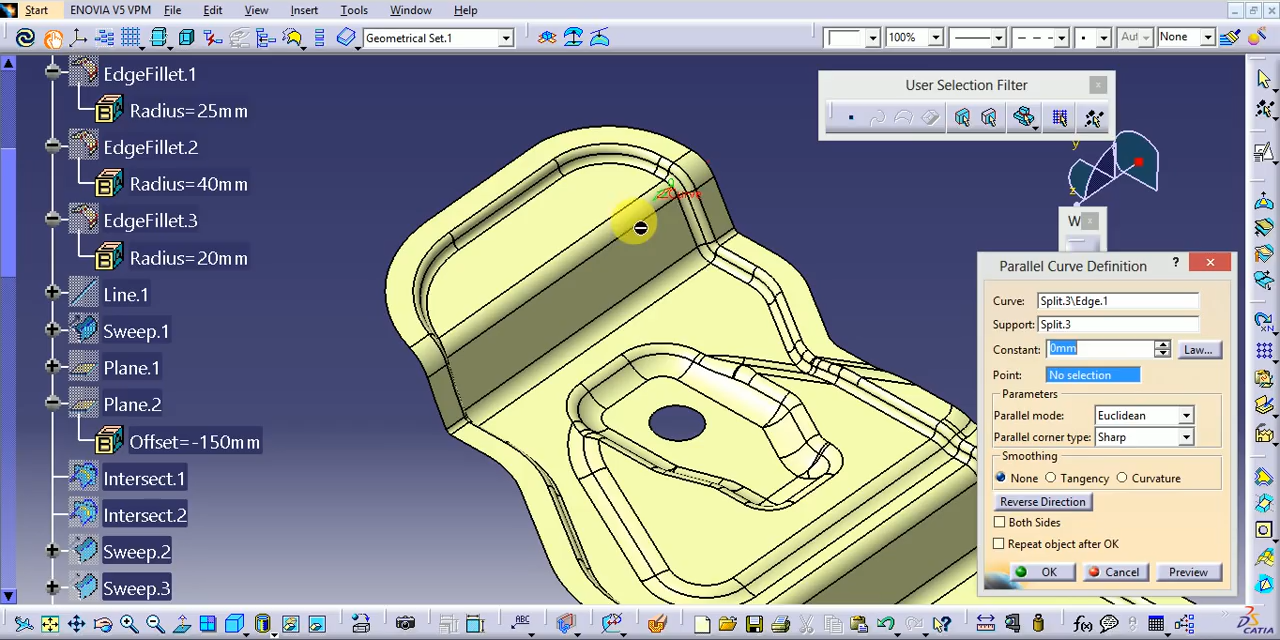 Start ENOVIA V5 VPM File Edit View Insert Tools Window Help
Geometrical Set.1
100% Aut None
EdgeFillet.1
Radius=25mm
EdgeFillet.2
Radius=40mm
EdgeFillet.3
Radius=20mm
Line.1
Sweep.1
Plane.1
Plane.2
Offset=-150mm
Intersect.1
Intersect.2
Sweep.2
Sweep.3
Curve
User Selection Filter
y
z
W
Parallel Curve Definition
Curve: Split.3\Edge.1
Support: Split.3
Constant: 0mm Law...
Point: No selection
Parameters
Parallel mode: Euclidean
Parallel corner type: Sharp
Smoothing
None Tangency Curvature
Reverse Direction
Both Sides
Repeat object after OK
OK Cancel Preview
ABC f(x)
CATIA